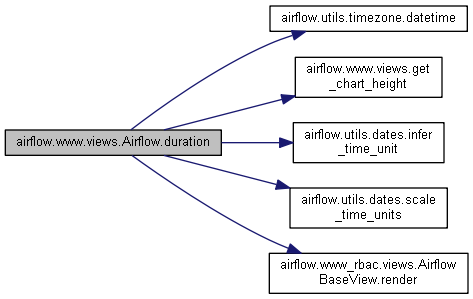 airflow.utils.timezone.datetime
airflow.www.views.get
_chart_height
airflow.www.views.Airflow.duration
airflow.utils.dates.infer
_time_unit
airflow.utils.dates.scale
_time_units
airflow.www_rbac.views.Airflow
BaseView.render